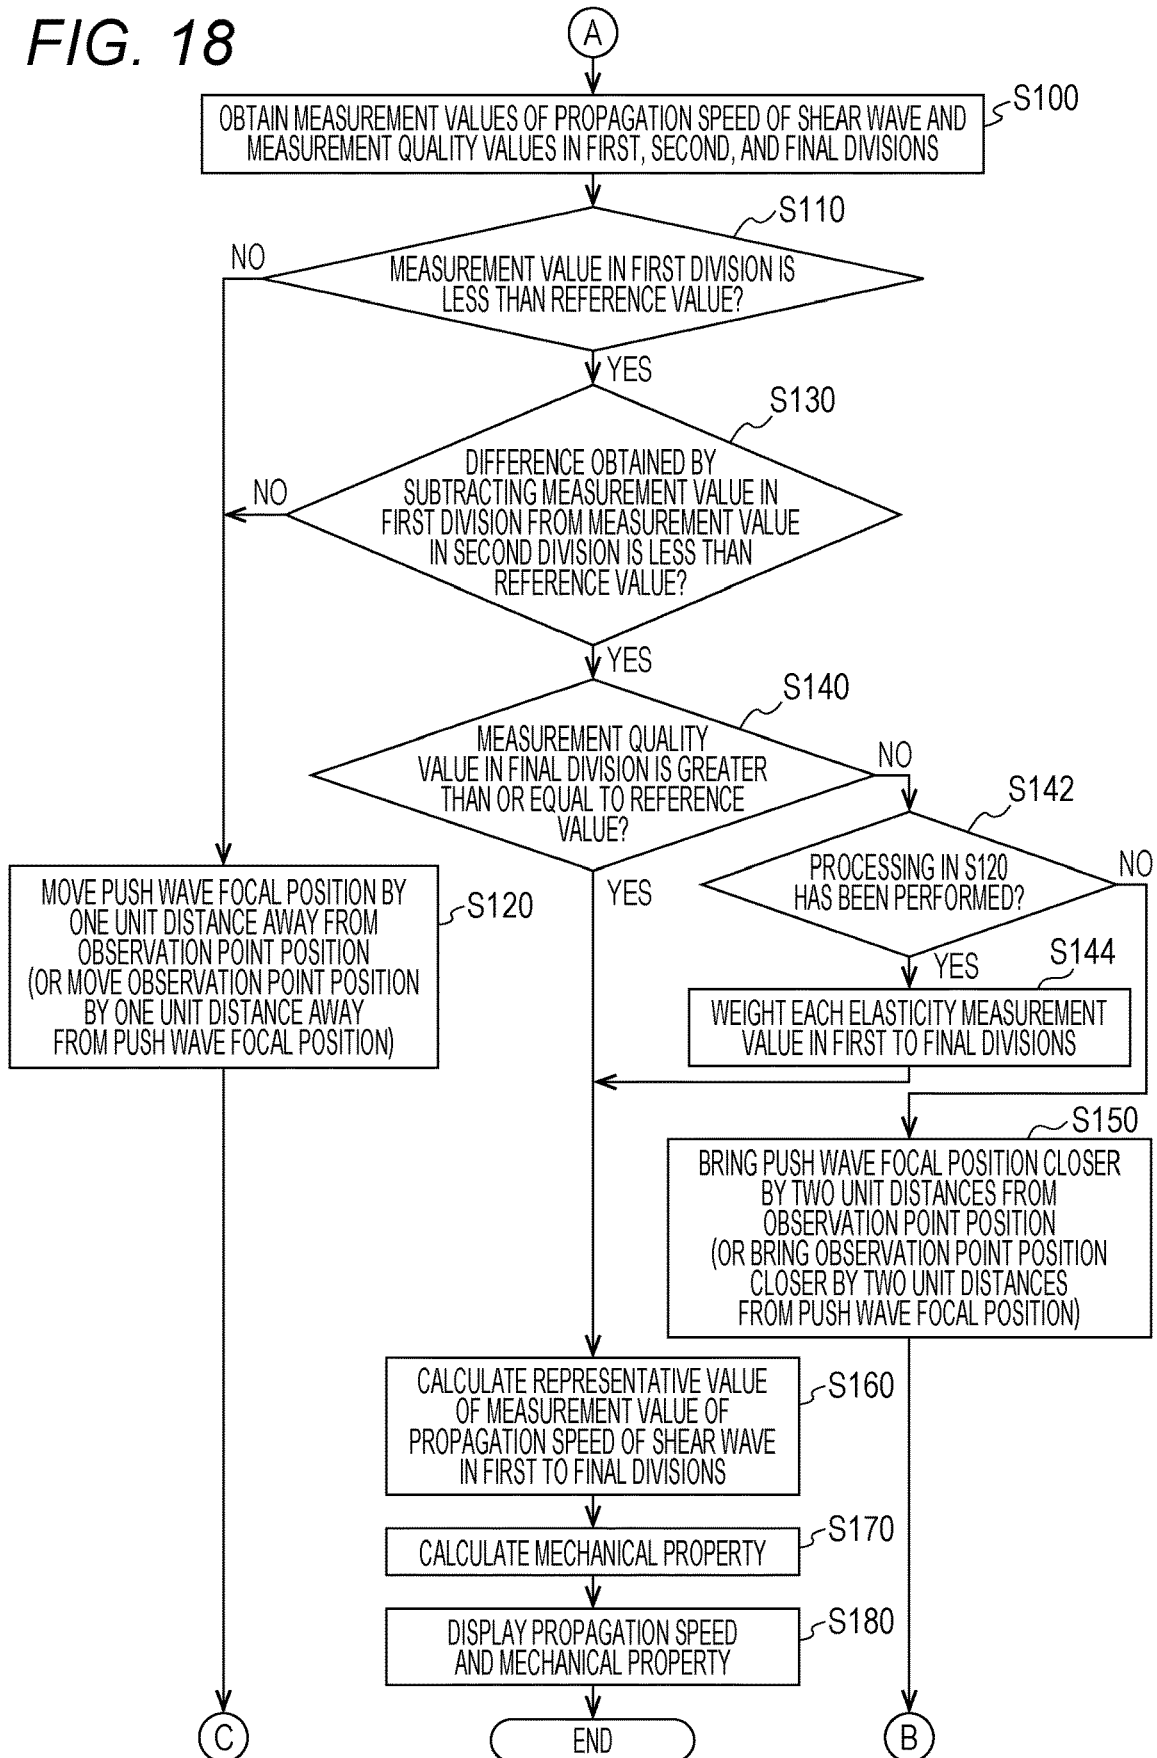 FIG. 18
A
OBTAIN MEASUREMENT VALUES OF PROPAGATION SPEED OF SHEAR WAVE AND
MEASUREMENT QUALITY VALUES IN FIRST, SECOND, AND FINAL DIVISIONS
S100
S110
NO
MEASUREMENT VALUE IN FIRST DIVISION IS
LESS THAN REFERENCE VALUE?
YES
S130
NO
DIFFERENCE OBTAINED BY
SUBTRACTING MEASUREMENT VALUE IN
FIRST DIVISION FROM MEASUREMENT VALUE
IN SECOND DIVISION IS LESS THAN
REFERENCE VALUE?
YES
S140
MEASUREMENT QUALITY
VALUE IN FINAL DIVISION IS GREATER
THAN OR EQUAL TO REFERENCE
VALUE?
NO
YES
S142
PROCESSING IN S120
HAS BEEN PERFORMED?
NO
YES
MOVE PUSH WAVE FOCAL POSITION BY
ONE UNIT DISTANCE AWAY FROM
OBSERVATION POINT POSITION
(OR MOVE OBSERVATION POINT POSITION
BY ONE UNIT DISTANCE AWAY
FROM PUSH WAVE FOCAL POSITION)
S120
S144
WEIGHT EACH ELASTICITY MEASUREMENT
VALUE IN FIRST TO FINAL DIVISIONS
S150
BRING PUSH WAVE FOCAL POSITION CLOSER
BY TWO UNIT DISTANCES FROM
OBSERVATION POINT POSITION
(OR BRING OBSERVATION POINT POSITION
CLOSER BY TWO UNIT DISTANCES
FROM PUSH WAVE FOCAL POSITION)
CALCULATE REPRESENTATIVE VALUE
OF MEASUREMENT VALUE OF
PROPAGATION SPEED OF SHEAR WAVE
IN FIRST TO FINAL DIVISIONS
S160
CALCULATE MECHANICAL PROPERTY
S170
DISPLAY PROPAGATION SPEED
AND MECHANICAL PROPERTY
S180
C
END
B